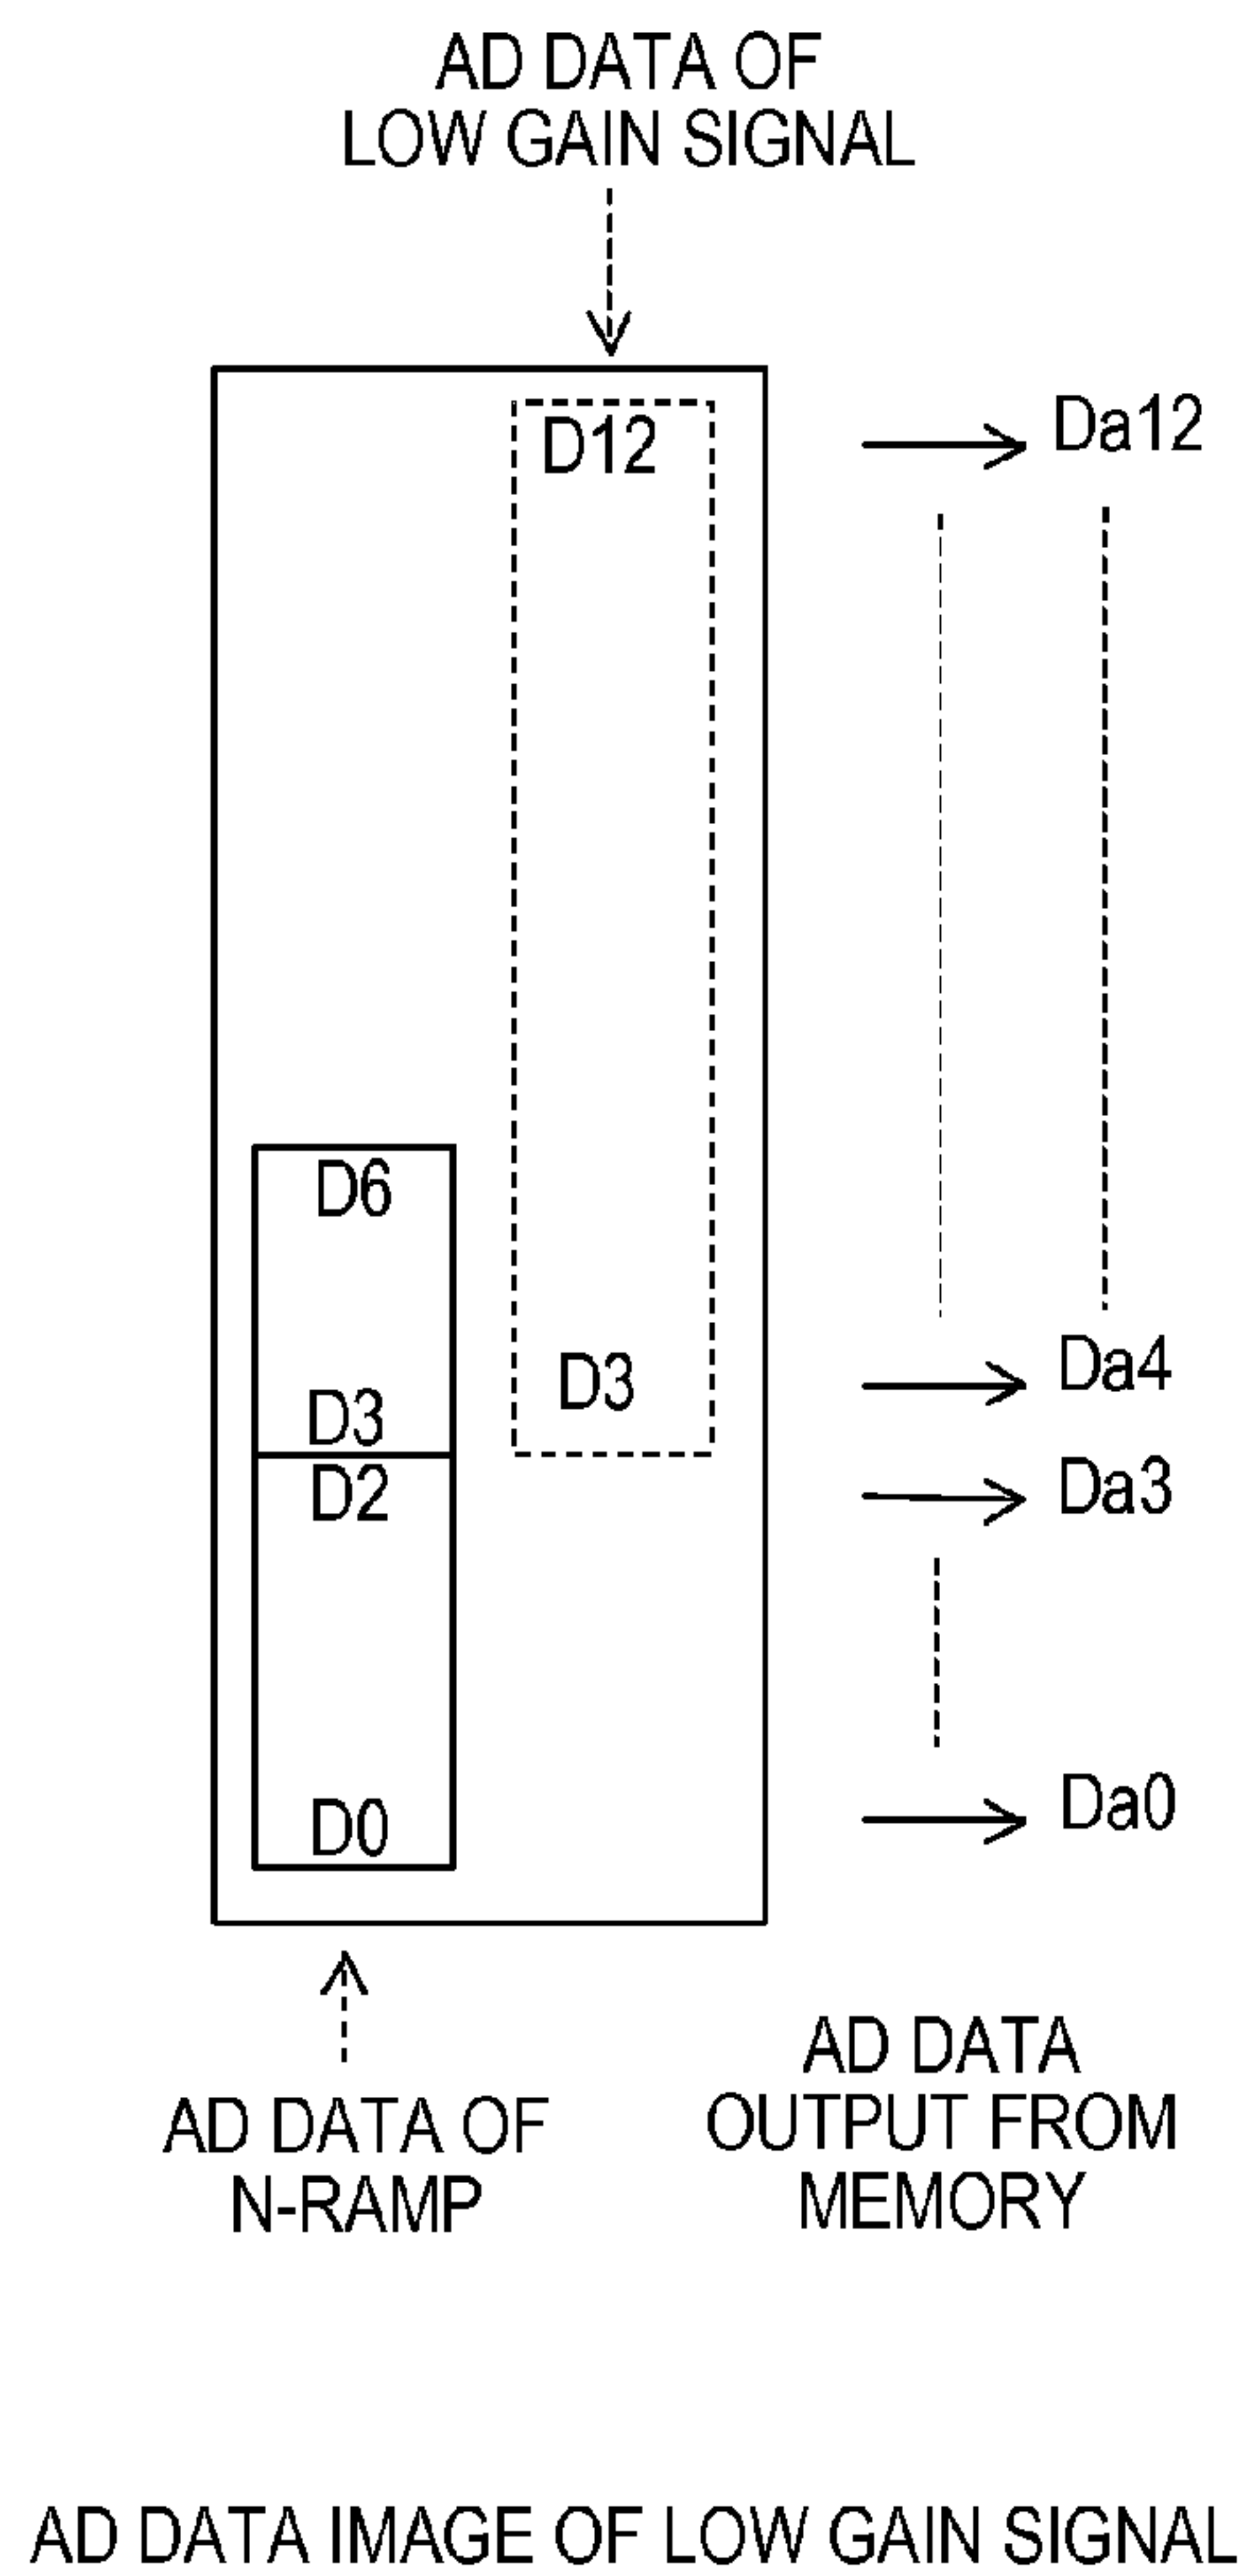 AD DATA OF
LOW GAIN SIGNAL
D12
Da12
D6
D3
D3
Da4
D2
Da3
D0
Da0
AD DATA OF
N-RAMP
AD DATA
OUTPUT FROM
MEMORY
AD DATA IMAGE OF LOW GAIN SIGNAL